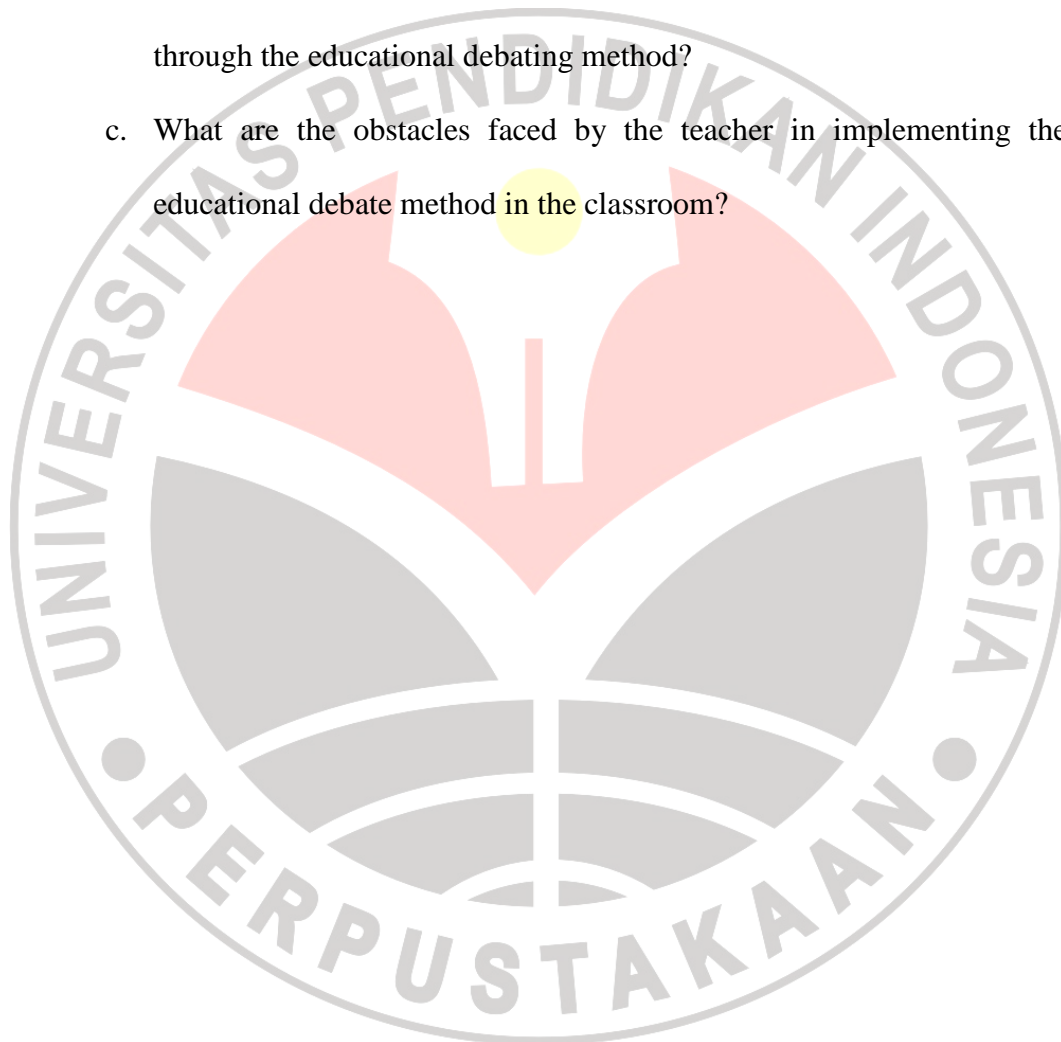 through the educational debating method?
c. What are the obstacles faced by the teacher in implementing the
educational debate method in the classroom?
UNIVERSITAS PENDIDIKAN INDONESIA
PERPUSTAKAAN